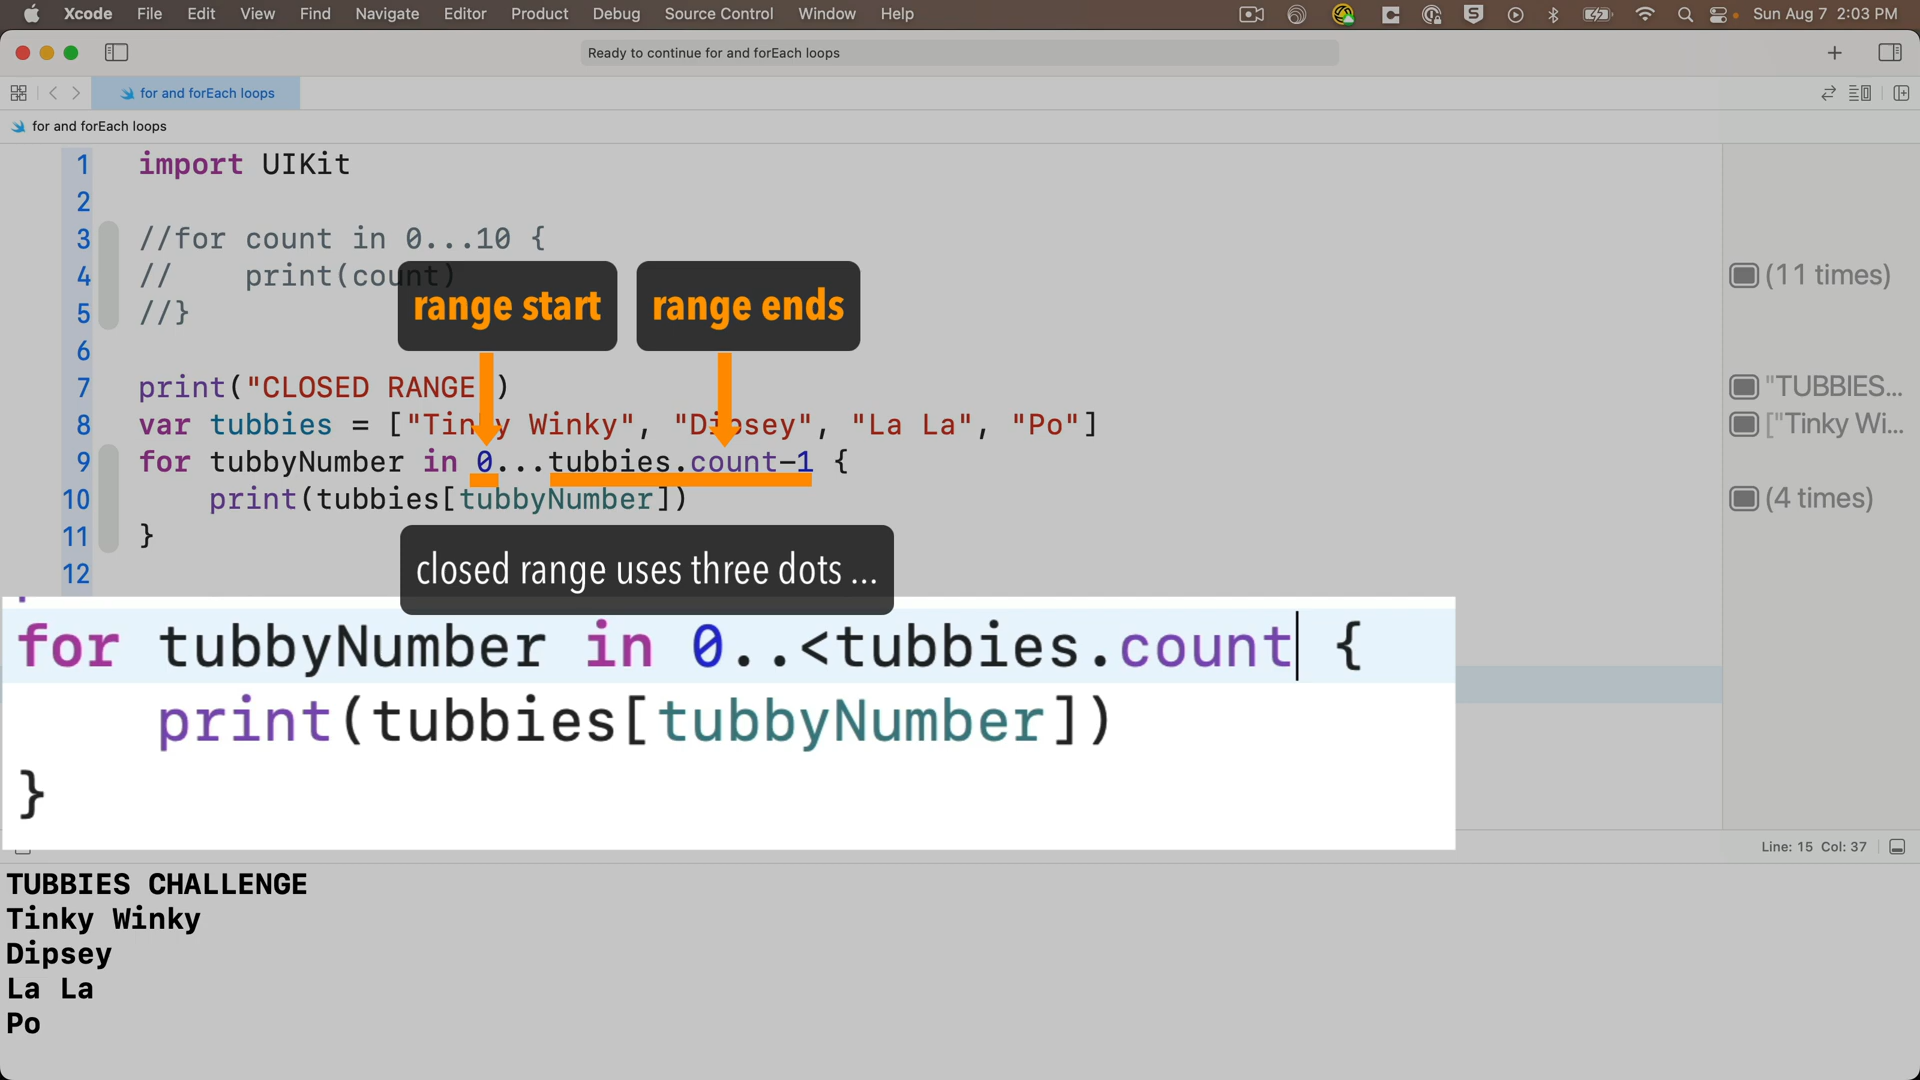 Xcode File Edit View Find Navigate Editor Product Debug Source Control Window Help Sun Aug 7 2:03 PM
Ready to continue for and forEach loops
for and forEach loops
for and forEach loops
1 import UIKit
2
3 //for count in 0...10 {
4 // print(count) (11 times)
5 //}
range start range ends
6
7 print("CLOSED RANGE ) "TUBBIES...
8 var tubbies = ["Tinky Winky", "Dipsey", "La La", "Po"] ["Tinky Wi...
9 for tubbyNumber in 0...tubbies.count-1 {
10 print(tubbies[tubbyNumber]) (4 times)
11 }
12
closed range uses three dots ...
for tubbyNumber in 0..<tubbies.count {
print(tubbies[tubbyNumber])
}
Line: 15 Col: 37
TUBBIES CHALLENGE
Tinky Winky
Dipsey
La La
Po